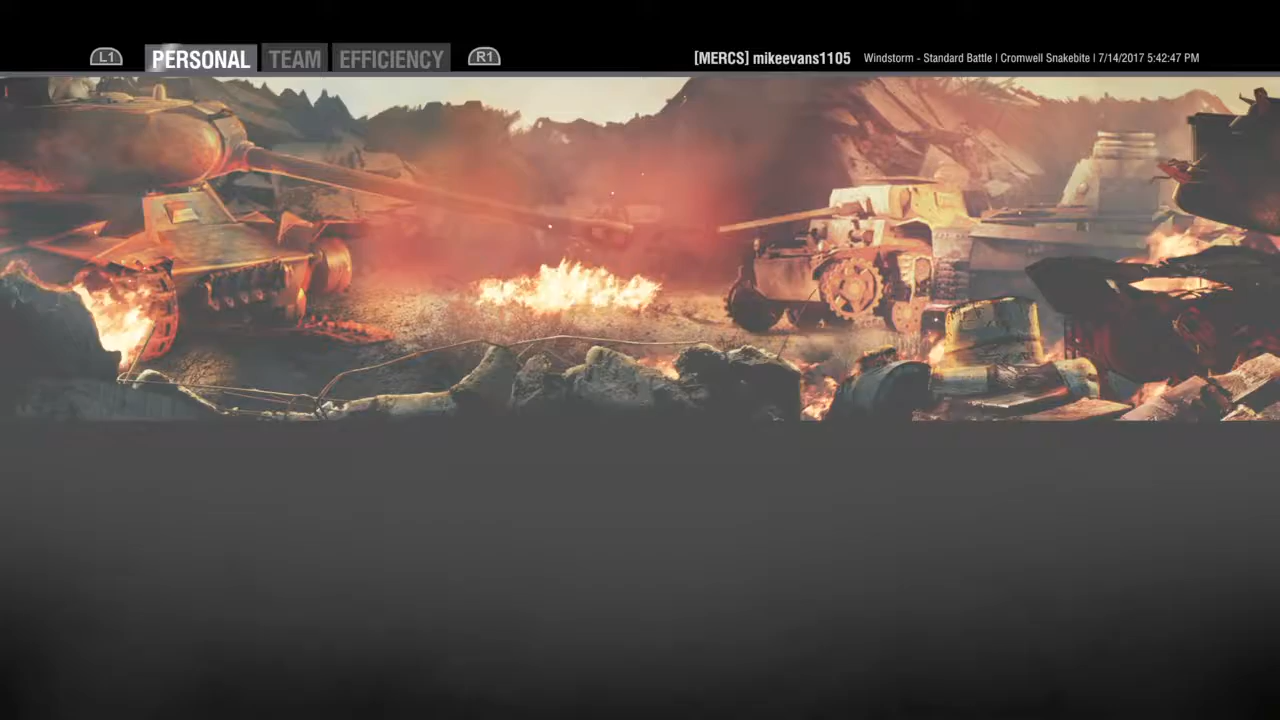 L1 PERSONAL TEAM EFFICIENCY R1 [MERCS] mikeevans1105 Windstorm - Standard Battle | Cromwell Snakebite | 7/14/2017 5:42:47 PM